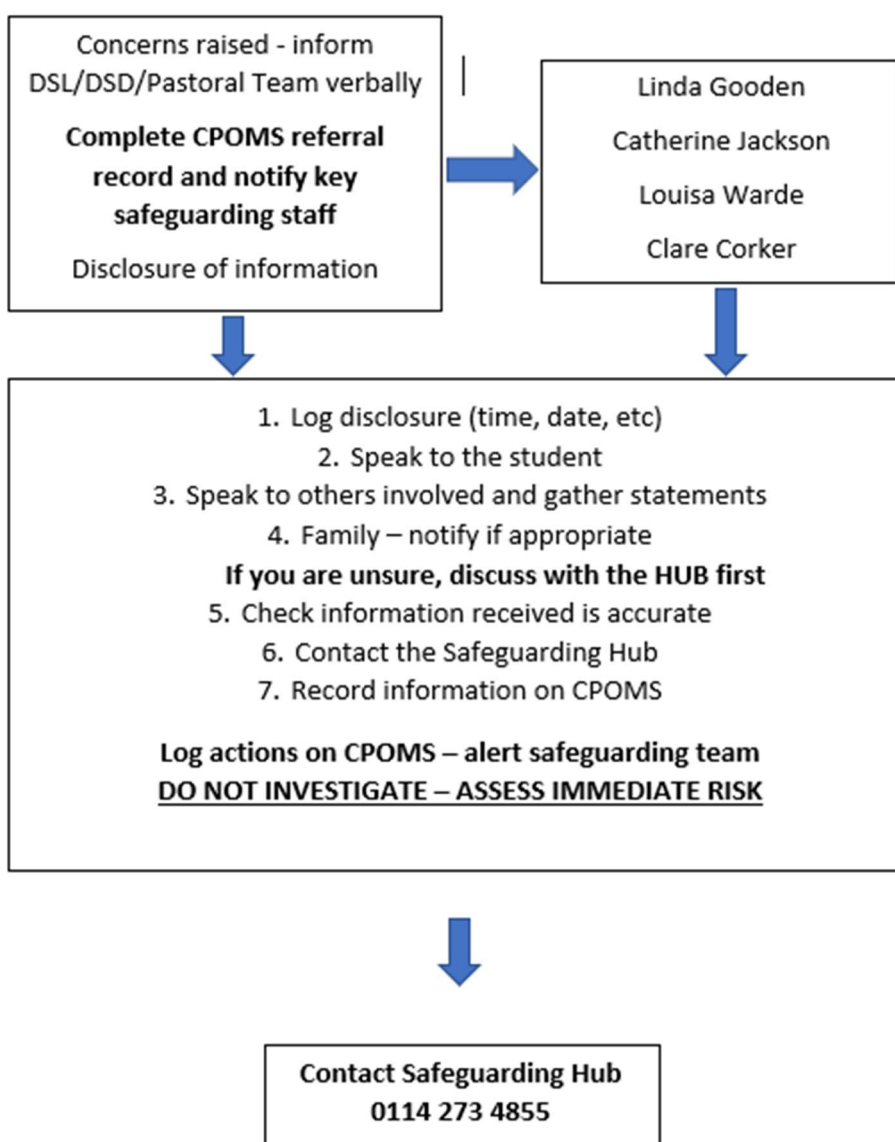 Concerns raised - inform
DSL/DSD/Pastoral Team verbally
Complete CPOMS referral
record and notify key
safeguarding staff
Disclosure of information
Linda Gooden
Catherine Jackson
Louisa Warde
Clare Corker
1. Log disclosure (time, date, etc)
2. Speak to the student
3. Speak to others involved and gather statements
4. Family – notify if appropriate
If you are unsure, discuss with the HUB first
5. Check information received is accurate
6. Contact the Safeguarding Hub
7. Record information on CPOMS
Log actions on CPOMS – alert safeguarding team
DO NOT INVESTIGATE – ASSESS IMMEDIATE RISK
Contact Safeguarding Hub
0114 273 4855